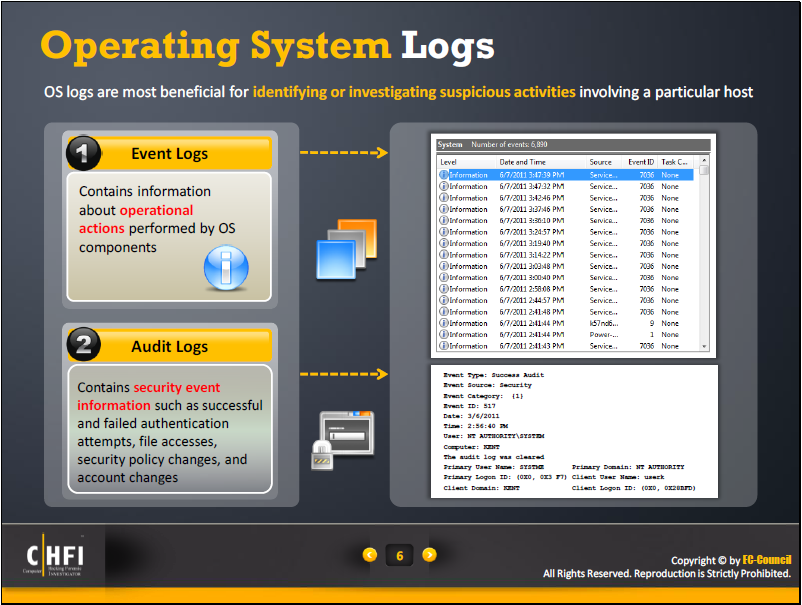 Operating System Logs
OS logs are most beneficial for identifying or investigating suspicious activities involving a particular host
1
Event Logs
Contains information
about operational
actions performed by OS
components
System Number of events: 6,890
Level Date and Time Source Event ID Task C...
Information 6/7/2011 3:47:39 PM Service... 7036 None
Information 6/7/2011 3:47:32 PM Service... 7036 None
Information 6/7/2011 3:42:46 PM Service... 7036 None
Information 6/7/2011 3:37:46 PM Service... 7036 None
Information 6/7/2011 3:36:10 PM Service... 7036 None
Information 6/7/2011 3:24:57 PM Service... 7036 None
Information 6/7/2011 3:19:40 PM Service... 7036 None
Information 6/7/2011 3:14:22 PM Service... 7036 None
Information 6/7/2011 3:03:48 PM Service... 7036 None
Information 6/7/2011 3:00:40 PM Service... 7036 None
Information 6/7/2011 2:58:08 PM Service... 7036 None
Information 6/7/2011 2:44:57 PM Service... 7036 None
Information 6/7/2011 2:41:48 PM Service... 7036 None
Information 6/7/2011 2:41:44 PM k57nd6... 9 None
Information 6/7/2011 2:41:44 PM Power-... 1 None
Information 6/7/2011 2:41:43 PM Service... 7036 None
2
Audit Logs
Contains security event
information such as successful
and failed authentication
attempts, file accesses,
security policy changes, and
account changes
Event Type: Success Audit
Event Source: Security
Event Category: (1)
Event ID: 517
Date: 3/6/2011
Time: 2:56:40 PM
User: NT AUTHORITY\SYSTEM
Computer: KENT
The audit log was cleared
Primary User Name: SYSTME Primary Domain: NT AUTHORITY
Primary Logon ID: (0X0, 0X3 F7) Client User Name: userk
Client Domain: KENT Client Logon ID: (0X0, 0X28BFD)
CHFI
Computer Hacking Forensic
INVESTIGATOR
6
Copyright © by EC-Council
All Rights Reserved. Reproduction is Strictly Prohibited.